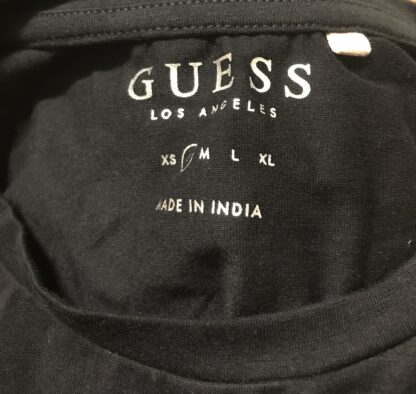 GUESS
LOS ANGELES
XS M L XL
MADE IN INDIA